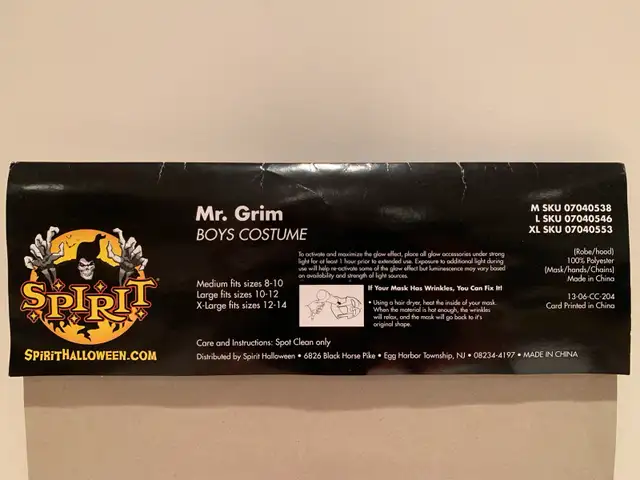 SPIRIT
SPIRITHALLOWEEN.COM
Mr. Grim
BOYS COSTUME
Medium fits sizes 8-10
Large fits sizes 10-12
X-Large fits sizes 12-14
To activate and maximize the glow effect, place all glow accessories under strong
light for at least 1 hour prior to extended use. Exposure to additional light during
use will help re-activate some of the glow effect but luminescence may vary based
on availability and strength of light sources.
If Your Mask Has Wrinkles, You Can Fix It!
• Using a hair dryer, heat the inside of your mask.
When the material is hot enough, the wrinkles
will relax, and the mask will go back to it's
original shape.
Care and Instructions: Spot Clean only
Distributed by Spirit Halloween • 6826 Black Horse Pike • Egg Harbor Township, NJ • 08234-4197 • MADE IN CHINA
M SKU 07040538
L SKU 07040546
XL SKU 07040553
(Robe/hood)
100% Polyester
(Mask/hands/Chains)
Made in China
13-06-CC-204
Card Printed in China